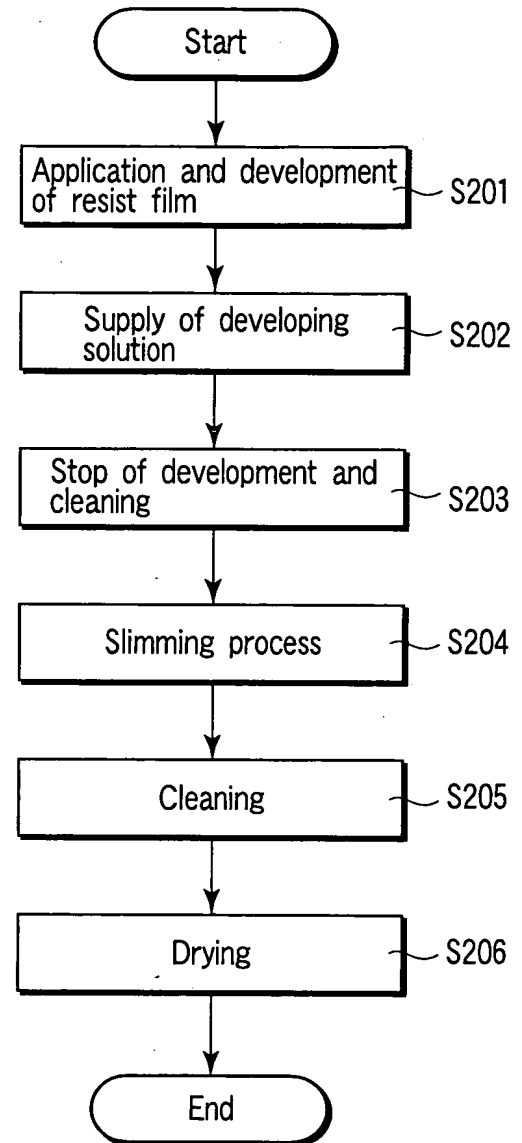 Start
Application and development
of resist film
S201
Supply of developing
solution
S202
Stop of development and
cleaning
S203
Slimming process
S204
Cleaning
S205
Drying
S206
End